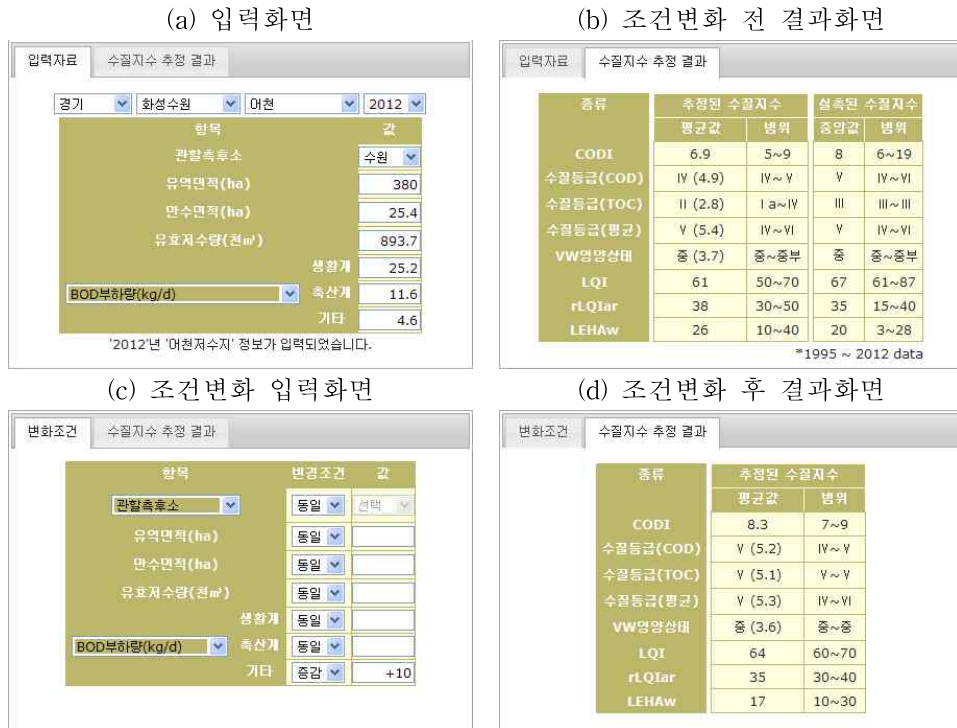 (a) 입력화면
입력자료 수질지수 추정 결과
경기 화성수원 어천 2012
항목 값
관할측후소 수원
유역면적(ha) 380
만수면적(ha) 25.4
유효저수량(천㎥) 893.7
생활계 25.2
BOD부하량(kg/d) 축산계 11.6
기타 4.6
'2012'년 '어천저수지' 정보가 입력되었습니다.
(b) 조건변화 전 결과화면
입력자료 수질지수 추정 결과
종류 추정된 수질지수 실측된 수질지수
평균값 범위 중앙값 범위
CODI 6.9 5~9 8 6~19
수질등급(COD) Ⅳ (4.9) Ⅳ~Ⅴ Ⅴ Ⅳ~Ⅵ
수질등급(TOC) Ⅱ (2.8) Ⅰa~Ⅳ Ⅲ Ⅲ~Ⅲ
수질등급(평균) Ⅴ (5.4) Ⅳ~Ⅵ Ⅴ Ⅳ~Ⅵ
VW영양상태 중 (3.7) 중~중부 중 중~중부
LQI 61 50~70 67 61~87
rLQIar 38 30~50 35 15~40
LEHAw 26 10~40 20 3~28
*1995 ~ 2012 data
(c) 조건변화 입력화면
변화조건 수질지수 추정 결과
항목 변경조건 값
관할측후소 동일 선택
유역면적(ha) 동일
만수면적(ha) 동일
유효저수량(천㎥) 동일
생활계 동일
BOD부하량(kg/d) 축산계 동일
기타 증감 +10
(d) 조건변화 후 결과화면
변화조건 수질지수 추정 결과
종류 추정된 수질지수
평균값 범위
CODI 8.3 7~9
수질등급(COD) Ⅴ (5.2) Ⅳ~Ⅴ
수질등급(TOC) Ⅴ (5.1) Ⅴ~Ⅴ
수질등급(평균) Ⅴ (5.3) Ⅳ~Ⅵ
VW영양상태 중 (3.6) 중~중
LQI 64 60~70
rLQIar 35 30~40
LEHAw 17 10~30